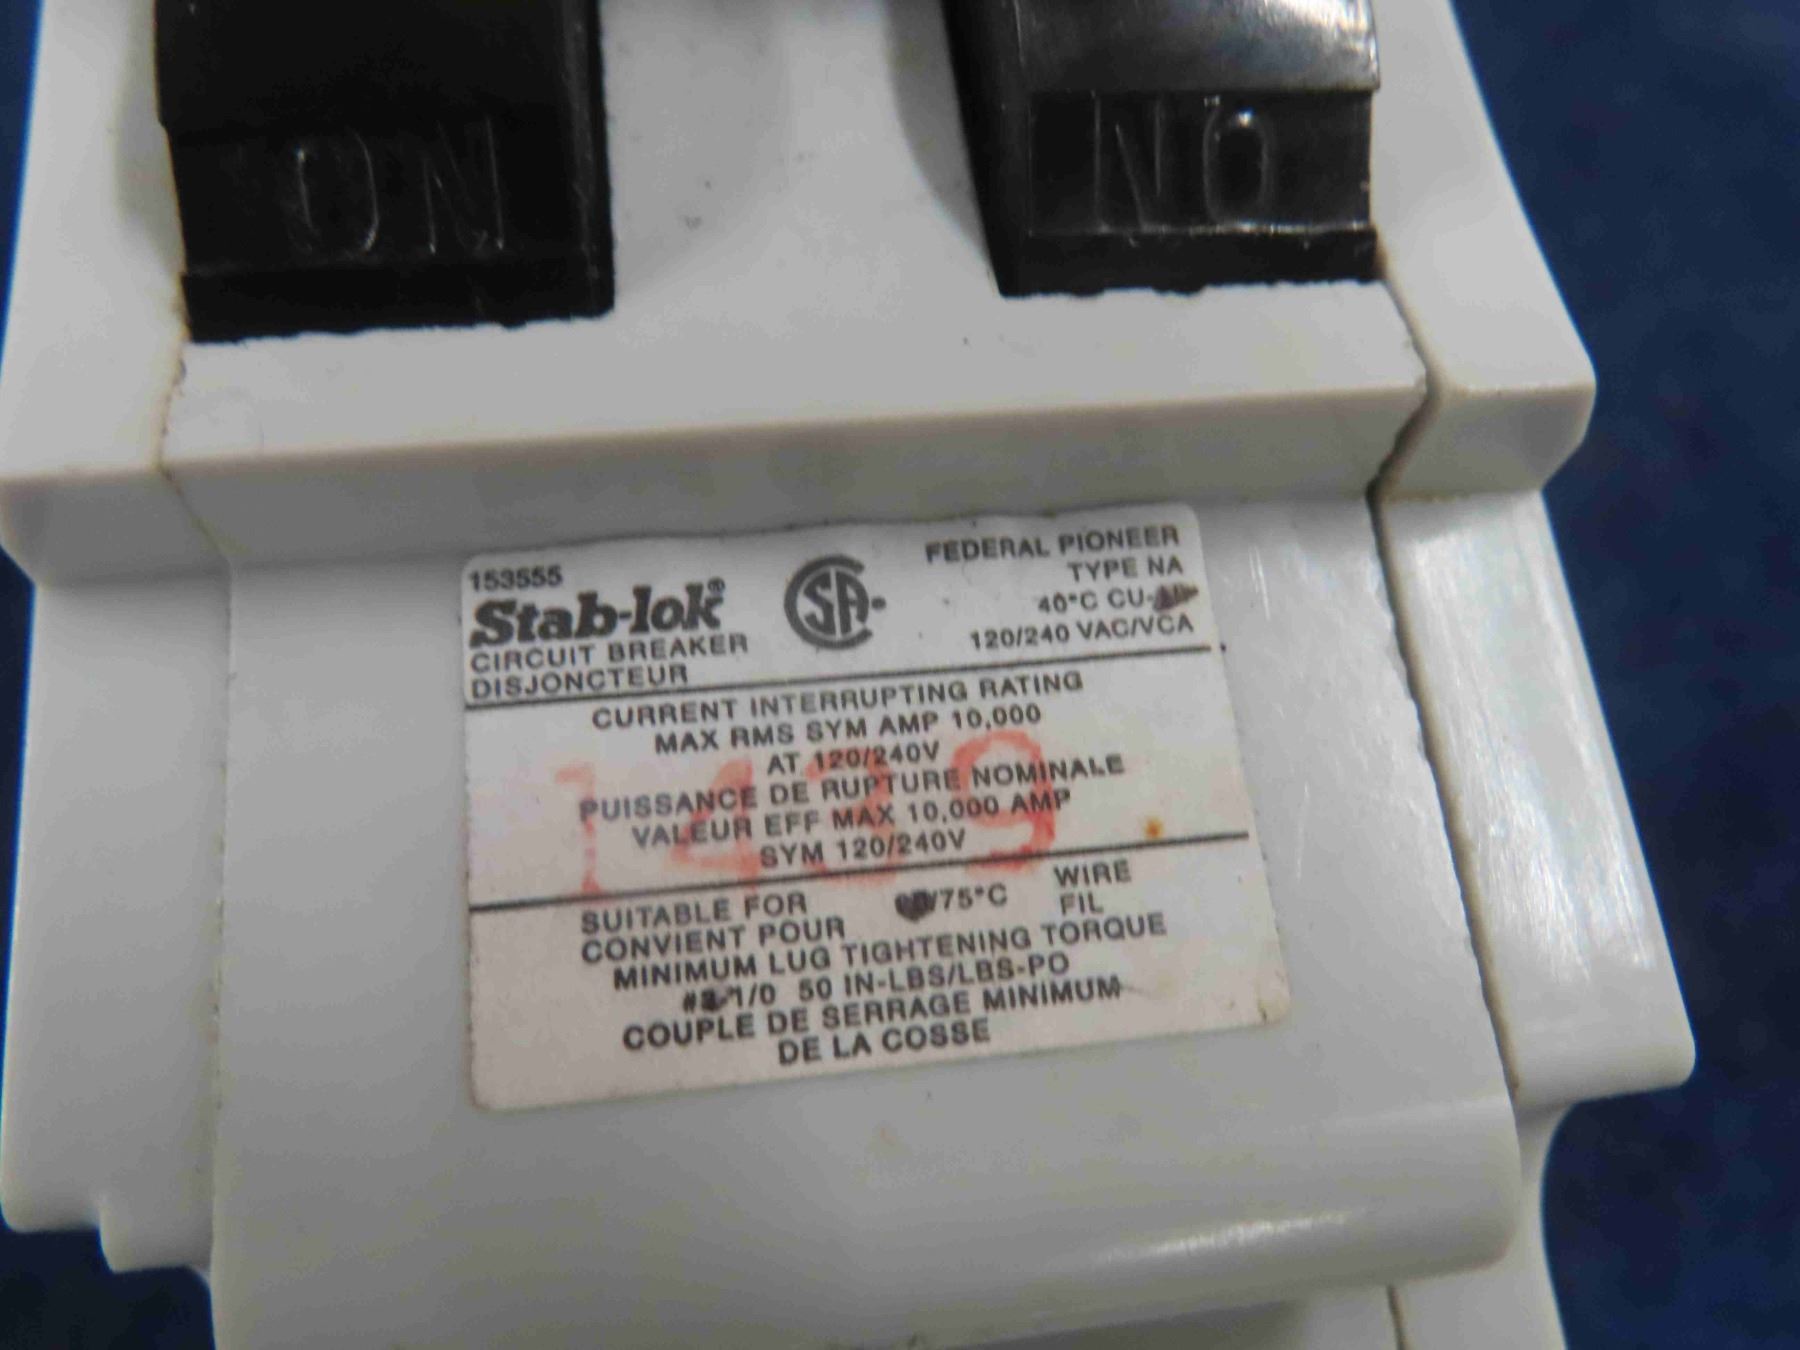 ON
ON
153555
Stab-lok®
CIRCUIT BREAKER
DISJONCTEUR
CSA
FEDERAL PIONEER
TYPE NA
40°C CU-
120/240 VAC/VCA
CURRENT INTERRUPTING RATING
MAX RMS SYM AMP 10,000
AT 120/240V
PUISSANCE DE RUPTURE NOMINALE
VALEUR EFF MAX 10,000 AMP
SYM 120/240V
SUITABLE FOR
CONVIENT POUR
/75°C
WIRE
FIL
MINIMUM LUG TIGHTENING TORQUE
1/0 50 IN-LBS/LBS-PO
COUPLE DE SERRAGE MINIMUM
DE LA COSSE